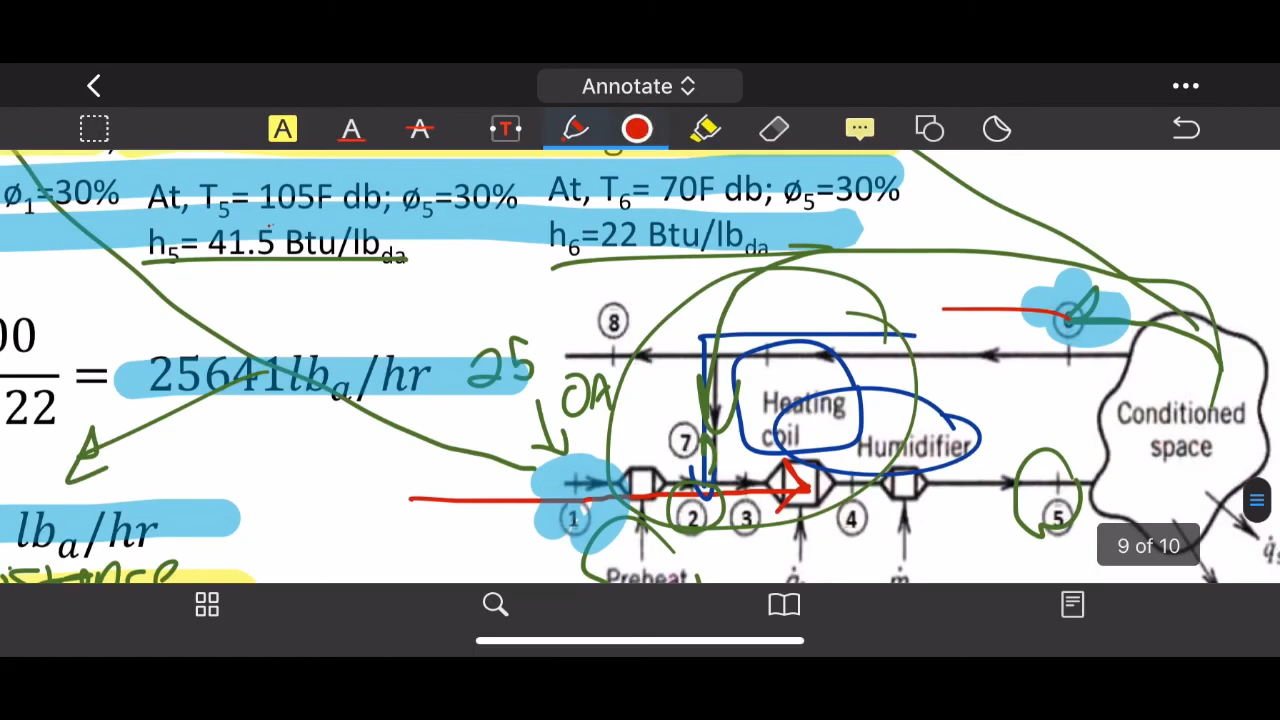 Annotate
A A A T
ø1=30% At, T5= 105F db; ø5=30% At, T6= 70F db; ø5=30%
h5= 41.5 Btu/lbda h6=22 Btu/lbda
00
22
= 25641lba/hr 25
OA
8
7
Heating
coil
Humidifier
Conditioned
space
1 2 3 4 5
lba/hr
9 of 10
Preheat